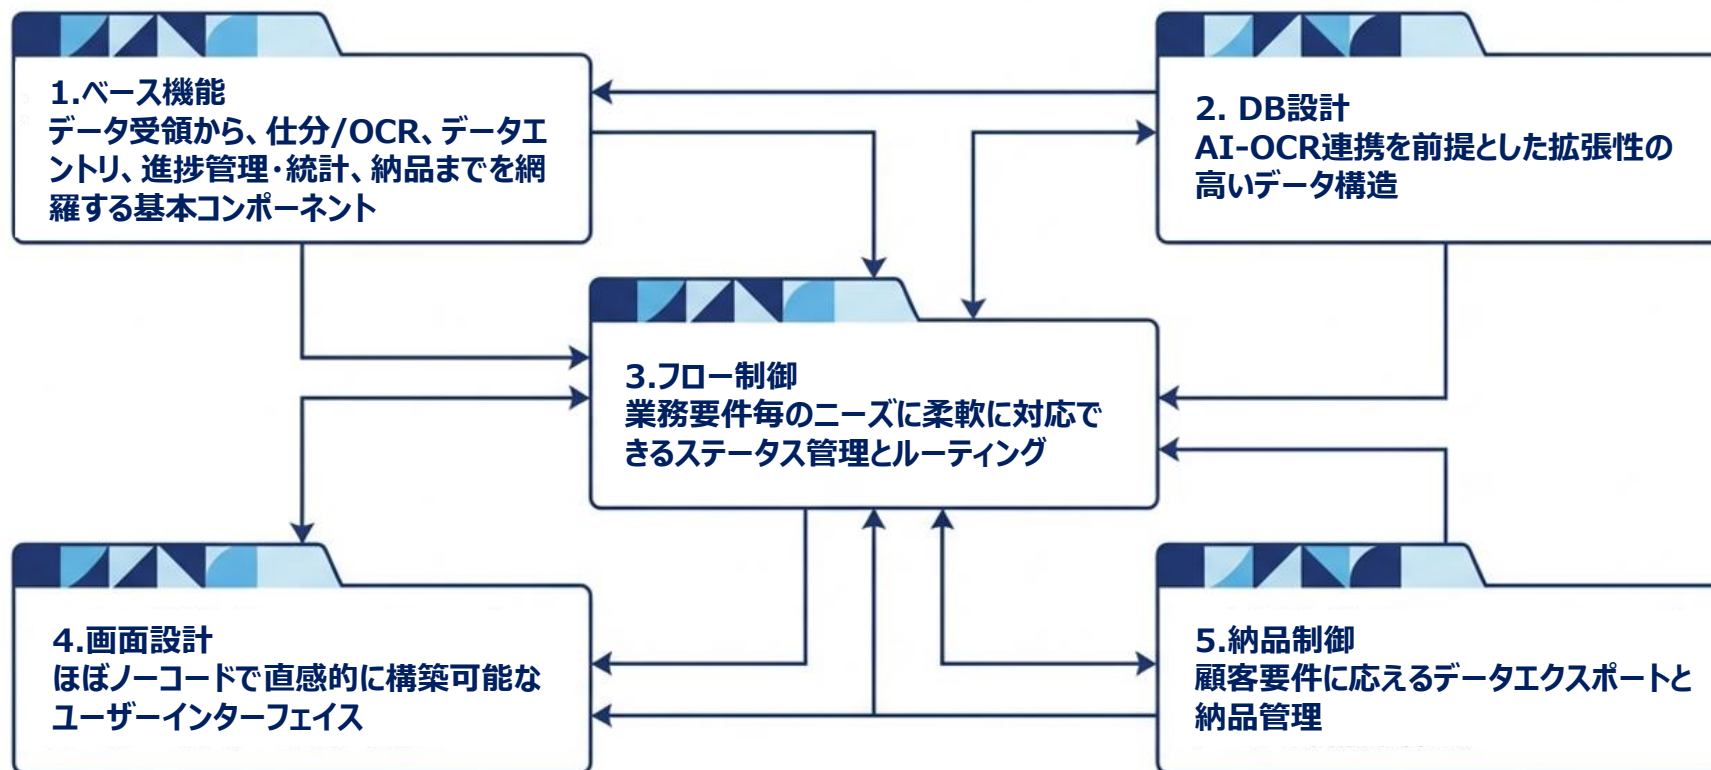 1.ベース機能
データ受領から、仕分/OCR、データエ
ントリ、進捗管理・統計、納品までを網
羅する基本コンポーネント
2. DB設計
AI-OCR連携を前提とした拡張性の
高いデータ構造
3.フロー制御
業務要件毎のニーズに柔軟に対応で
きるステータス管理とルーティング
4.画面設計
ほぼノーコードで直感的に構築可能な
ユーザーインターフェイス
5.納品制御
顧客要件に応えるデータエクスポートと
納品管理